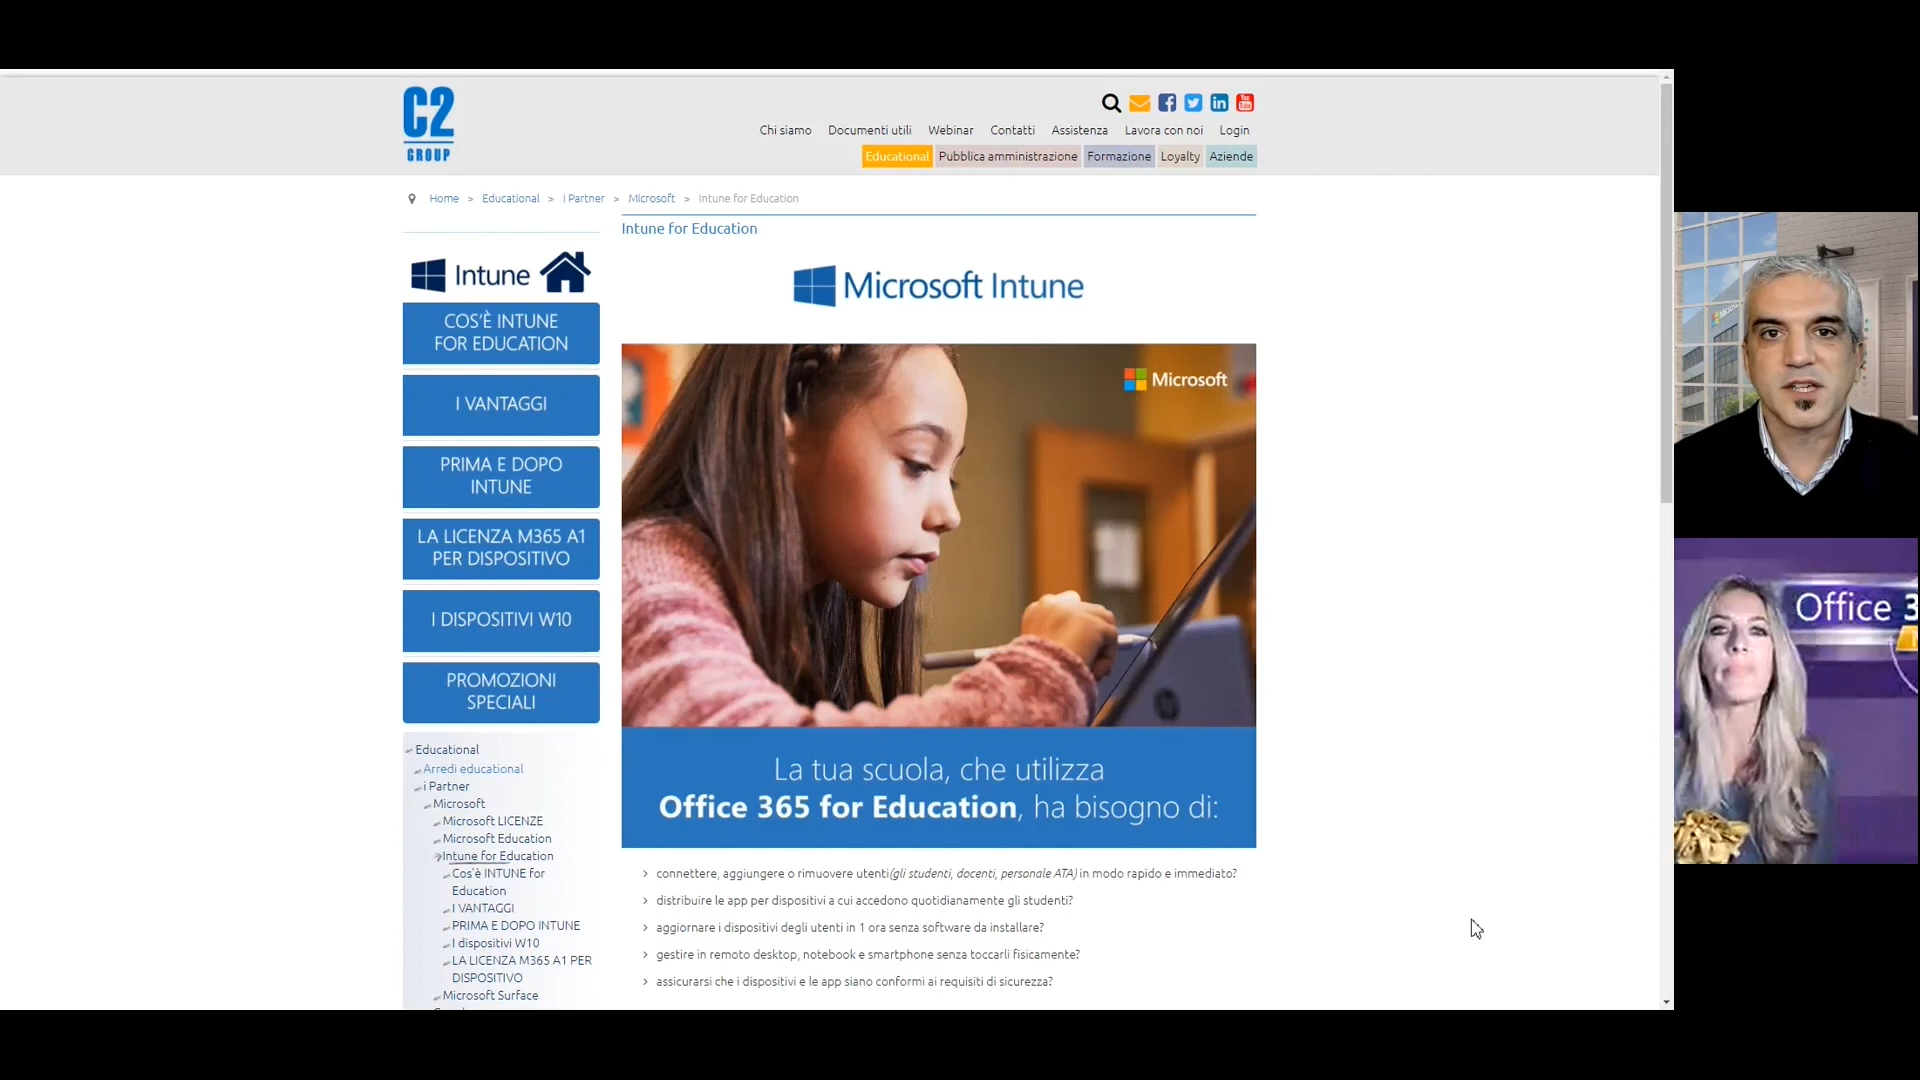 C2
GROUP
Chi siamo Documenti utili Webinar Contatti Assistenza Lavora con noi Login
Educational Pubblica amministrazione Formazione Loyalty Aziende
Home > Educational > i Partner > Microsoft > Intune for Education
Intune for Education
Intune
COS'È INTUNE
FOR EDUCATION
I VANTAGGI
PRIMA E DOPO
INTUNE
LA LICENZA M365 A1
PER DISPOSITIVO
I DISPOSITIVI W10
PROMOZIONI
SPECIALI
Educational
Arredi educational
i Partner
Microsoft
Microsoft LICENZE
Microsoft Education
Intune for Education
Cos'è INTUNE for
Education
I VANTAGGI
PRIMA E DOPO INTUNE
I dispositivi W10
LA LICENZA M365 A1 PER
DISPOSITIVO
Microsoft Surface
Microsoft Intune
Microsoft
La tua scuola, che utilizza
Office 365 for Education, ha bisogno di:
> connettere, aggiungere o rimuovere utenti(gli studenti, docenti, personale ATA) in modo rapido e immediato?
> distribuire le app per dispositivi a cui accedono quotidianamente gli studenti?
> aggiornare i dispositivi degli utenti in 1 ora senza software da installare?
> gestire in remoto desktop, notebook e smartphone senza toccarli fisicamente?
> assicurarsi che i dispositivi e le app siano conformi ai requisiti di sicurezza?
Office 3